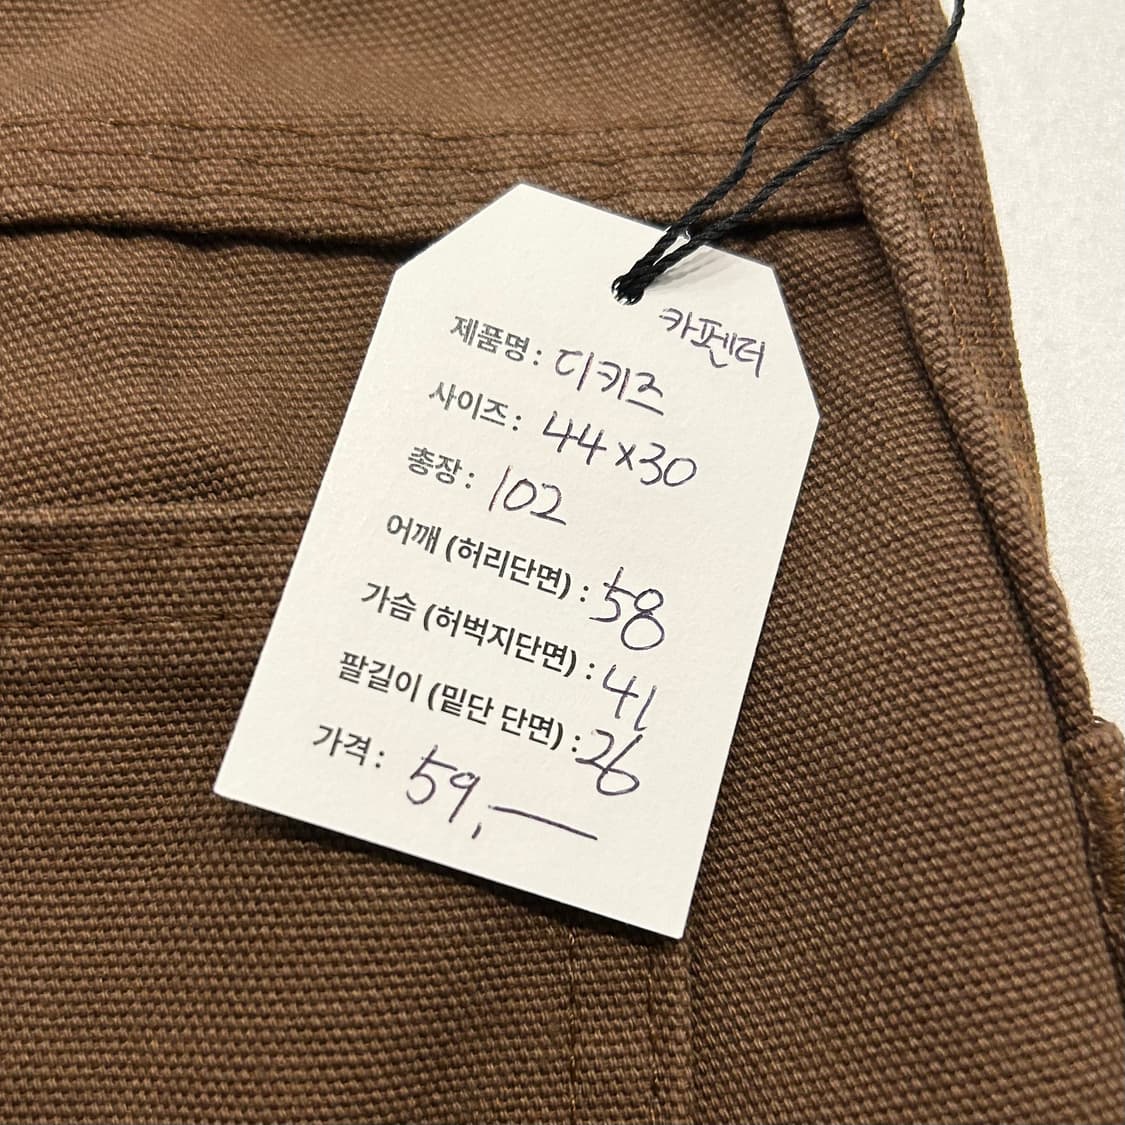 카펜터
제품명 : 디키즈
사이즈 : 44x30
총장 : 102
어깨 (허리단면) : 58
가슴 (허벅지단면) : 41
팔길이 (밑단 단면) : 26
가격 : 59,—